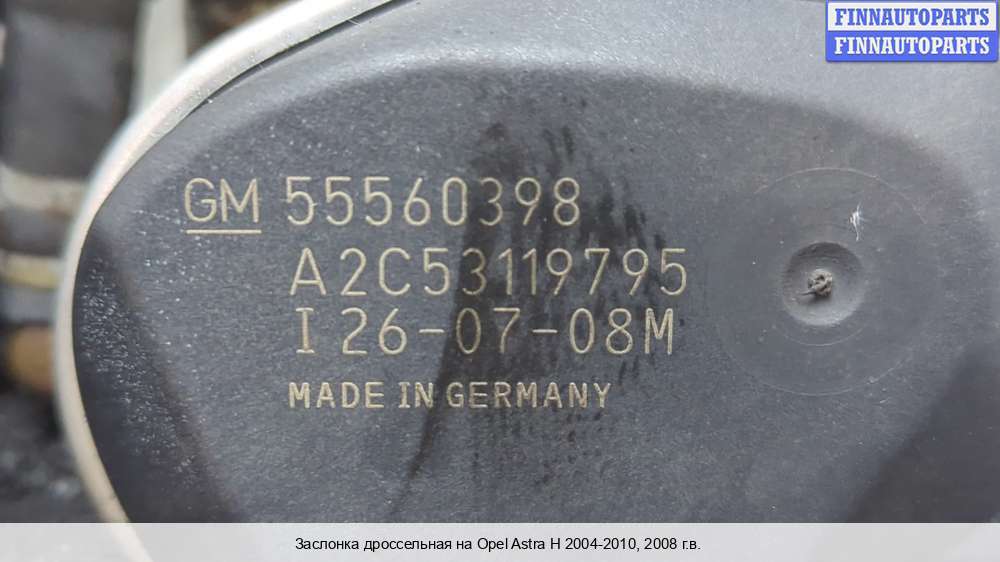 FINNAUTOPARTS
FINNAUTOPARTS
GM 55560398
A2C53119795
I 26-07-08M
MADE IN GERMANY
Заслонка дроссельная на Opel Astra H 2004-2010, 2008 г.в.